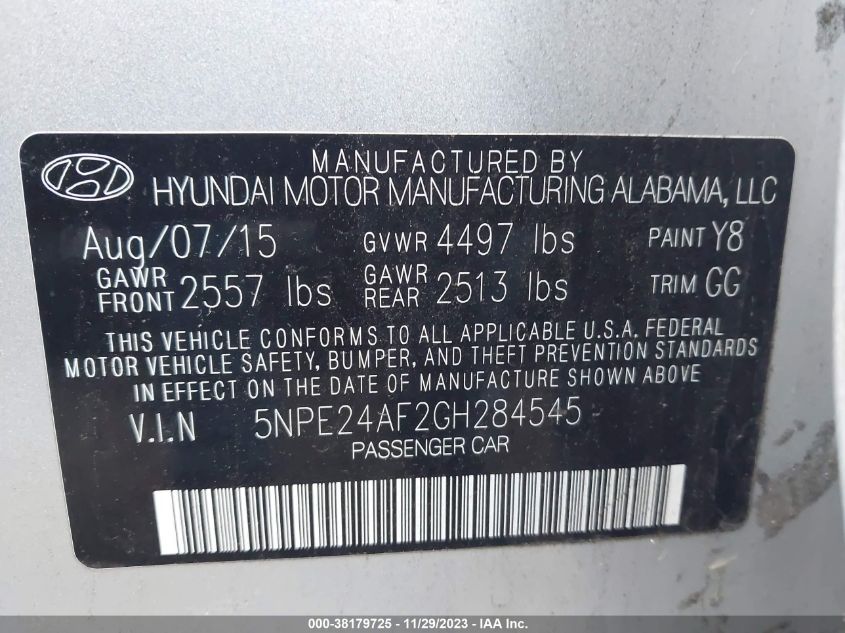 MANUFACTURED BY
HYUNDAI MOTOR MANUFACTURING ALABAMA, LLC
Aug/07/15 GVWR 4497 lbs PAINT Y8
GAWR FRONT 2557 lbs GAWR REAR 2513 lbs TRIM GG
THIS VEHICLE CONFORMS TO ALL APPLICABLE U.S.A. FEDERAL
MOTOR VEHICLE SAFETY, BUMPER, AND THEFT PREVENTION STANDARDS
IN EFFECT ON THE DATE OF MANUFACTURE SHOWN ABOVE
V.I.N 5NPE24AF2GH284545
PASSENGER CAR
000-38179725 - 11/29/2023 - © IAA Inc.